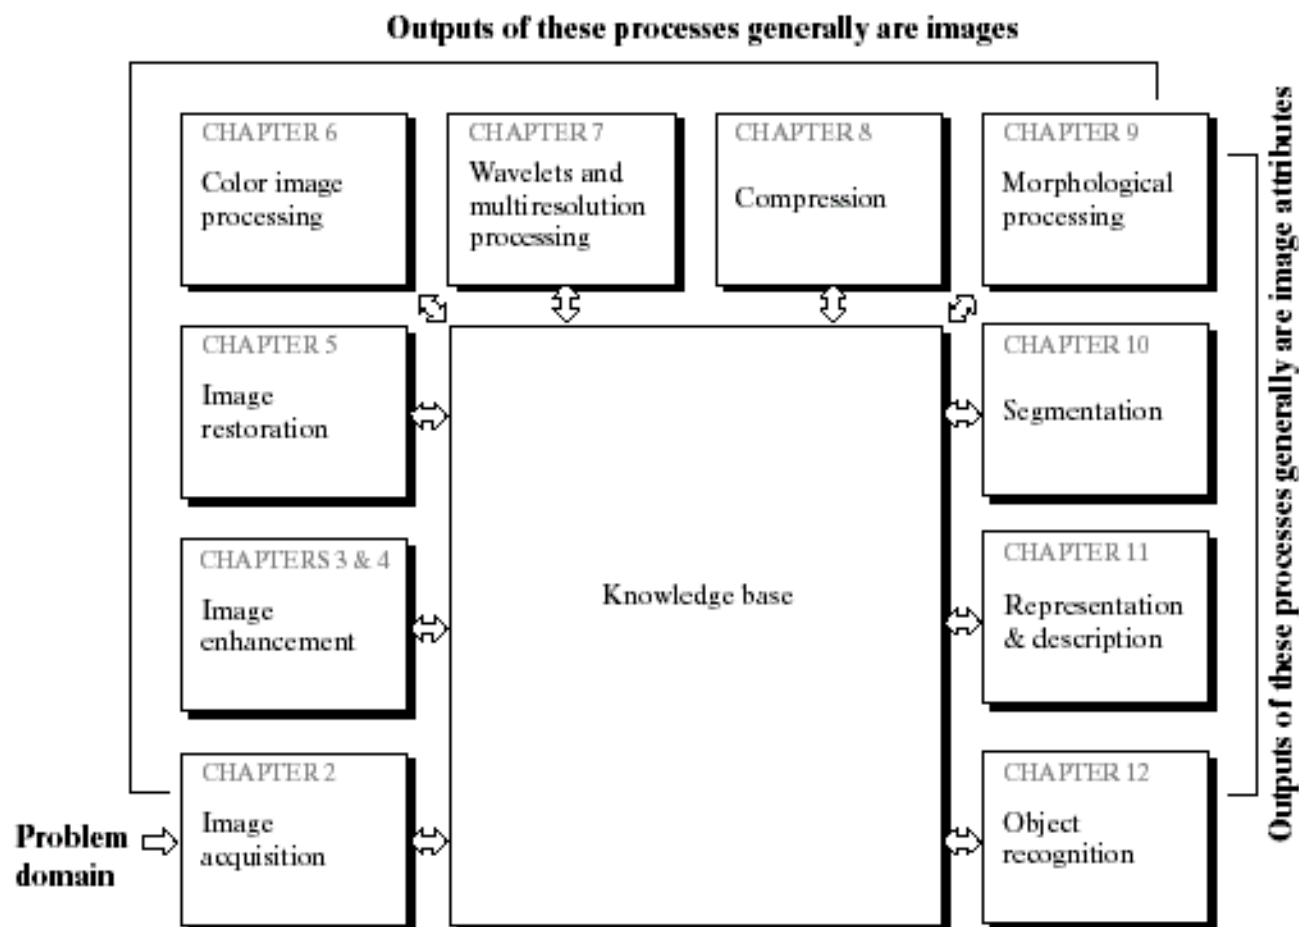 Outputs of these processes generally are images
CHAPTER 6
Color image
processing
CHAPTER 7
Wavelets and
multiresolution
processing
CHAPTER 8
Compression
CHAPTER 9
Morphological
processing
Outputs of these processes generally are image attributes
CHAPTER 5
Image
restoration
CHAPTER 10
Segmentation
CHAPTERS 3 & 4
Image
enhancement
Knowledge base
CHAPTER 11
Representation
& description
Problem
domain
CHAPTER 2
Image
acquisition
CHAPTER 12
Object
recognition